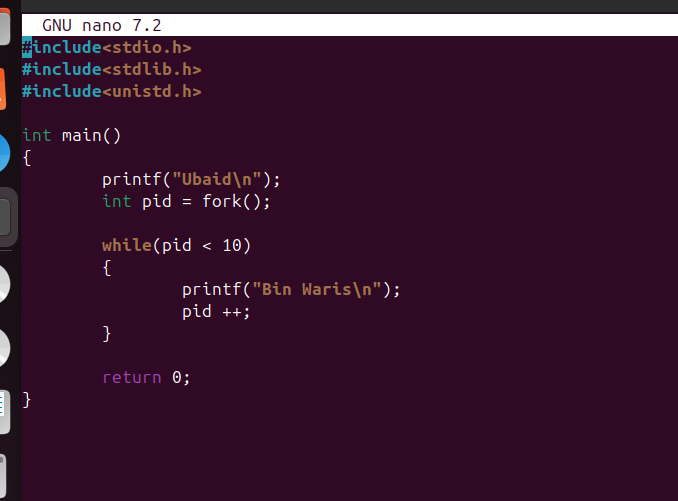 GNU nano 7.2
#include<stdio.h>
#include<stdlib.h>
#include<unistd.h>
int main()
{
printf("Ubaid\n");
int pid = fork();
while(pid < 10)
{
printf("Bin Waris\n");
pid ++;
}
return 0;
}